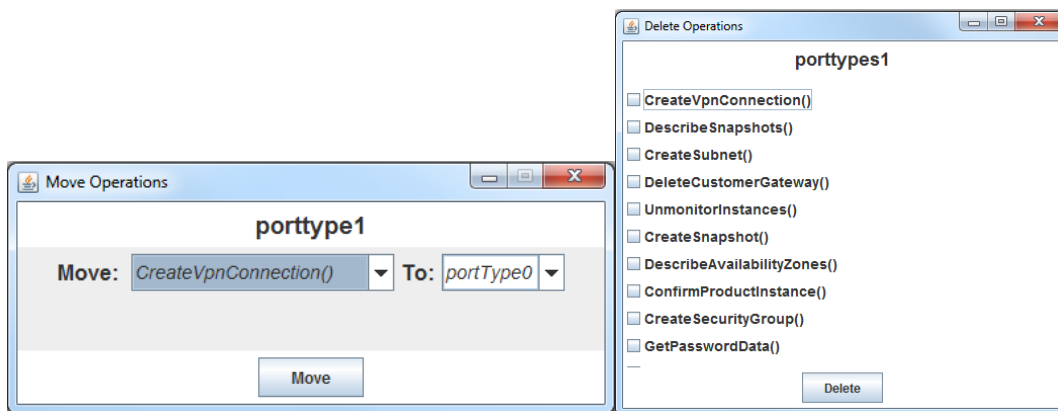 Move Operations
porttype1
Move: CreateVpnConnection() To: portType0
Move
Delete Operations
porttypes1
CreateVpnConnection()
DescribeSnapshots()
CreateSubnet()
DeleteCustomerGateway()
UnmonitorInstances()
CreateSnapshot()
DescribeAvailabilityZones()
ConfirmProductInstance()
CreateSecurityGroup()
GetPasswordData()
Delete